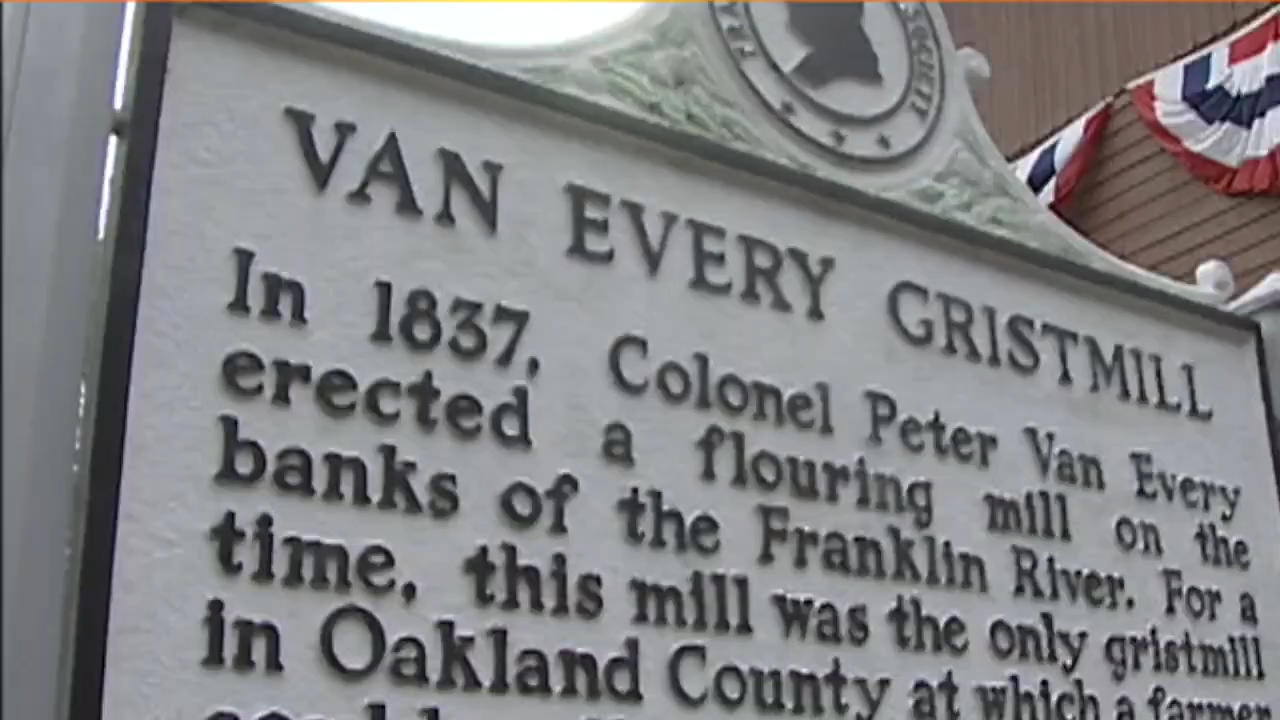 SOCIETY
VAN EVERY GRISTMILL
In 1837, Colonel Peter Van Every
erected a flouring mill on the
banks of the Franklin River. For a
time, this mill was the only gristmill
in Oakland County at which a farmer